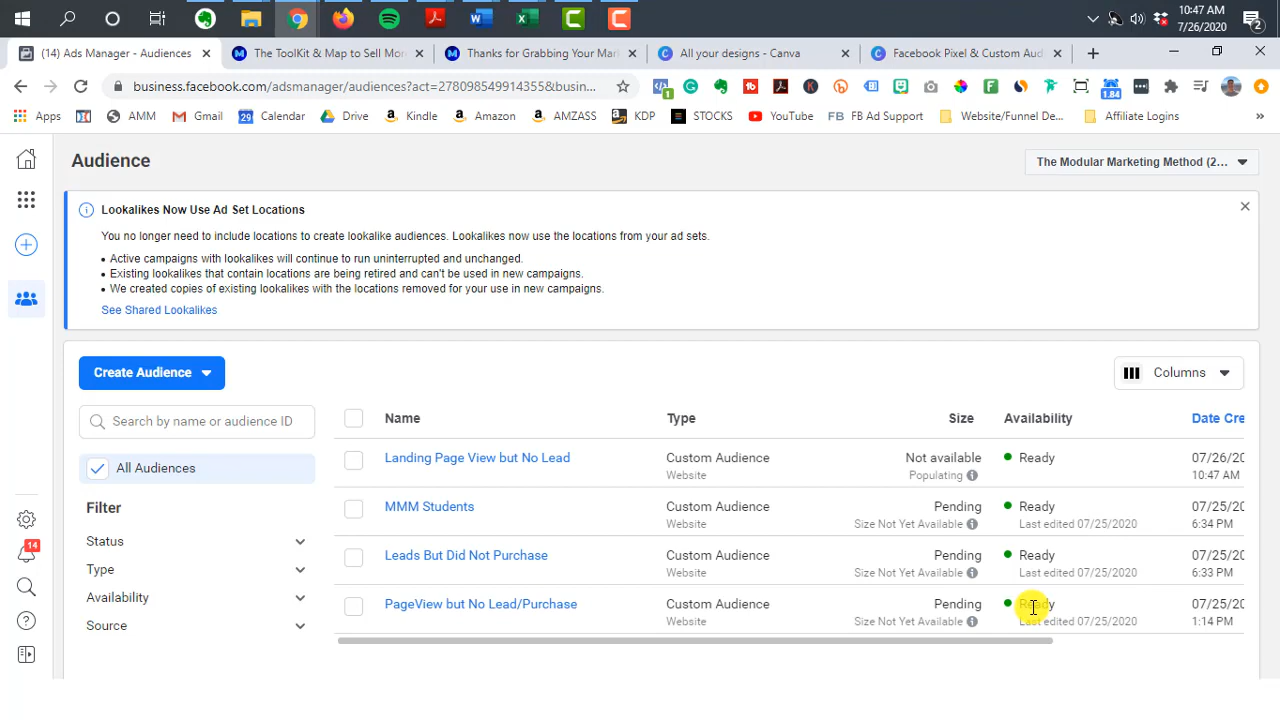 10:47 AM
7/26/2020
2
(14) Ads Manager - Audiences
The ToolKit & Map to Sell Mor
Thanks for Grabbing Your Mar
All your designs - Canva
Facebook Pixel & Custom Aud
business.facebook.com/adsmanager/audiences?act=278098549914355&busin...
1
1.84
Apps
AMM
Gmail
Calendar
Drive
Kindle
Amazon
AMZASS
KDP
STOCKS
YouTube
FB FB Ad Support
Website/Funnel De...
Affiliate Logins
»
Audience
The Modular Marketing Method (2...
Lookalikes Now Use Ad Set Locations
You no longer need to include locations to create lookalike audiences. Lookalikes now use the locations from your ad sets.
• Active campaigns with lookalikes will continue to run uninterrupted and unchanged.
• Existing lookalikes that contain locations are being retired and can't be used in new campaigns.
• We created copies of existing lookalikes with the locations removed for your use in new campaigns.
See Shared Lookalikes
Create Audience
Columns
Search by name or audience ID
All Audiences
Filter
Status
Type
Availability
Source
14
Name Type Size Availability Date Cre
Landing Page View but No Lead Custom Audience Not available Ready 07/26/20
Website Populating 10:47 AM
MMM Students Custom Audience Pending Ready 07/25/20
Website Size Not Yet Available Last edited 07/25/2020 6:34 PM
Leads But Did Not Purchase Custom Audience Pending Ready 07/25/20
Website Size Not Yet Available Last edited 07/25/2020 6:33 PM
PageView but No Lead/Purchase Custom Audience Pending Ready 07/25/20
Website Size Not Yet Available Last edited 07/25/2020 1:14 PM